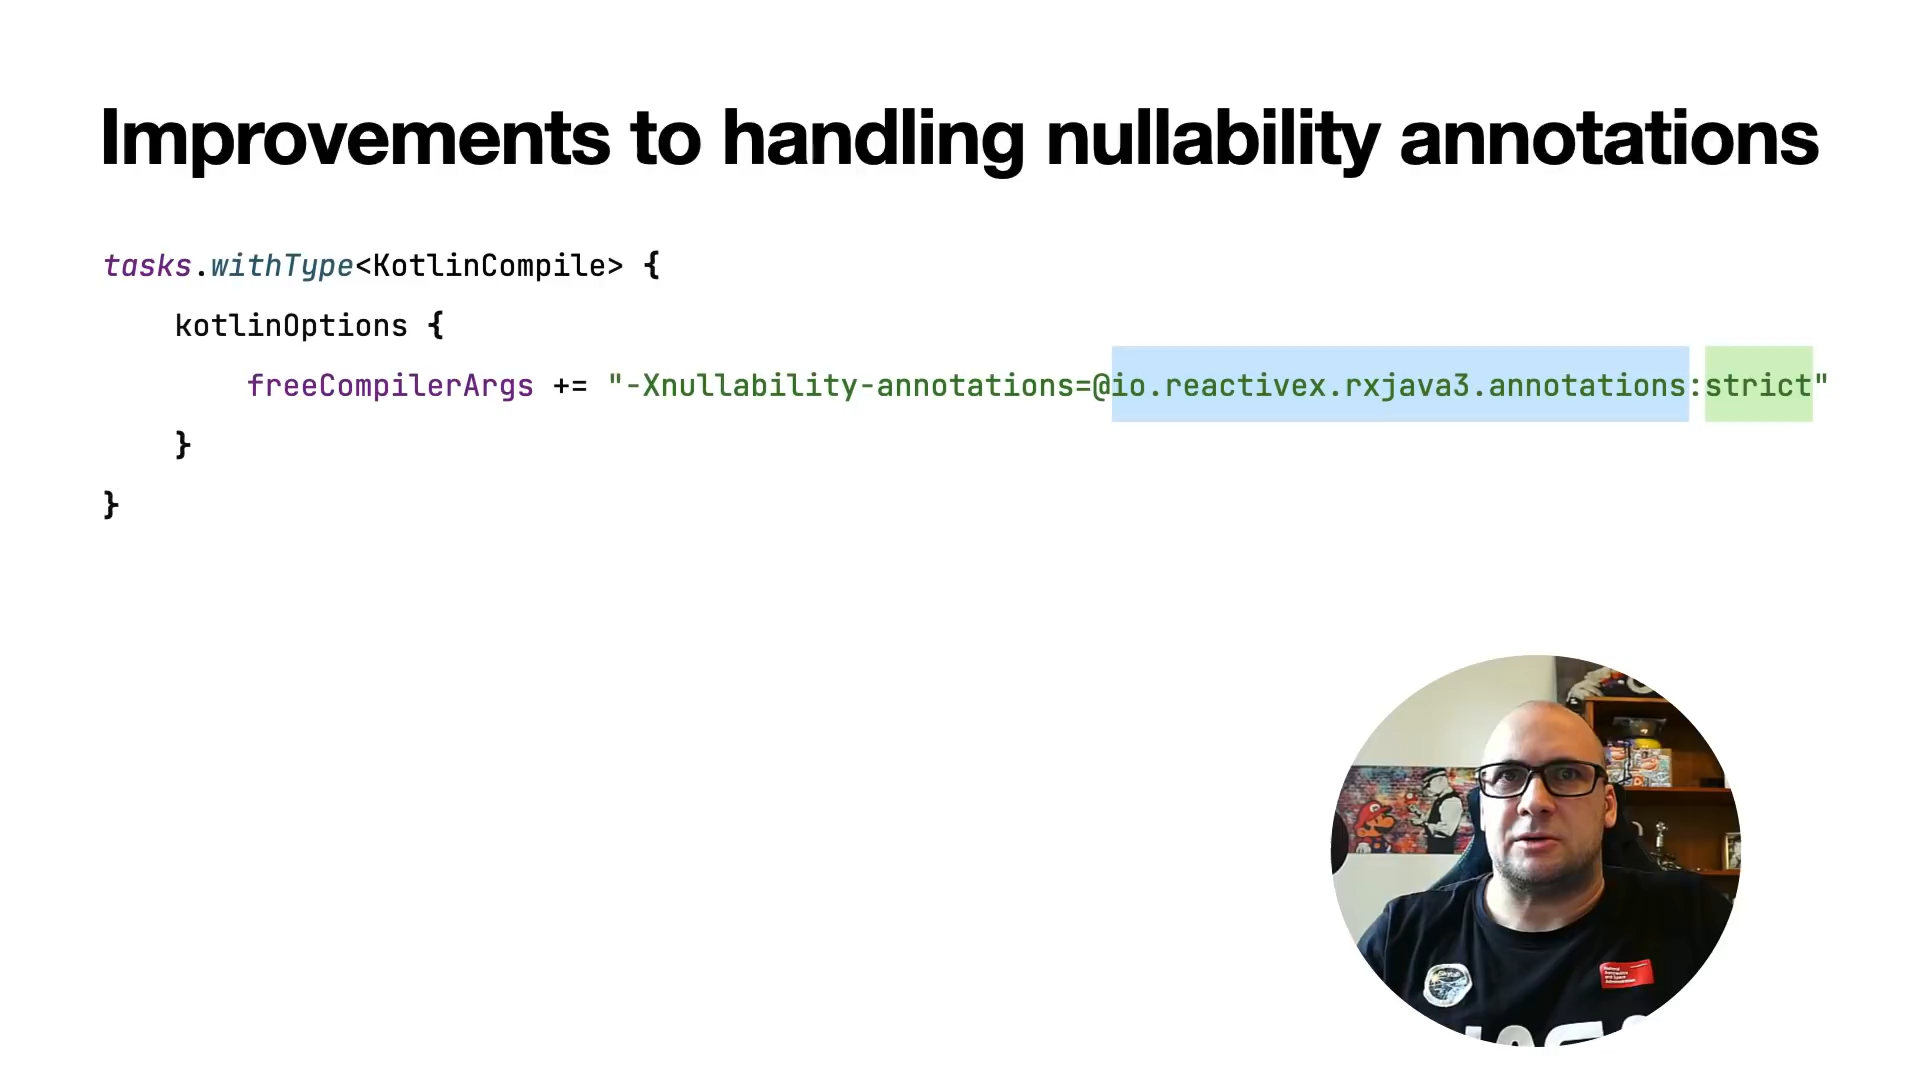 Improvements to handling nullability annotations
tasks.withType<KotlinCompile> {
kotlinOptions {
freeCompilerArgs += "-Xnullability-annotations=@io.reactivex.rxjava3.annotations:strict"
}
}